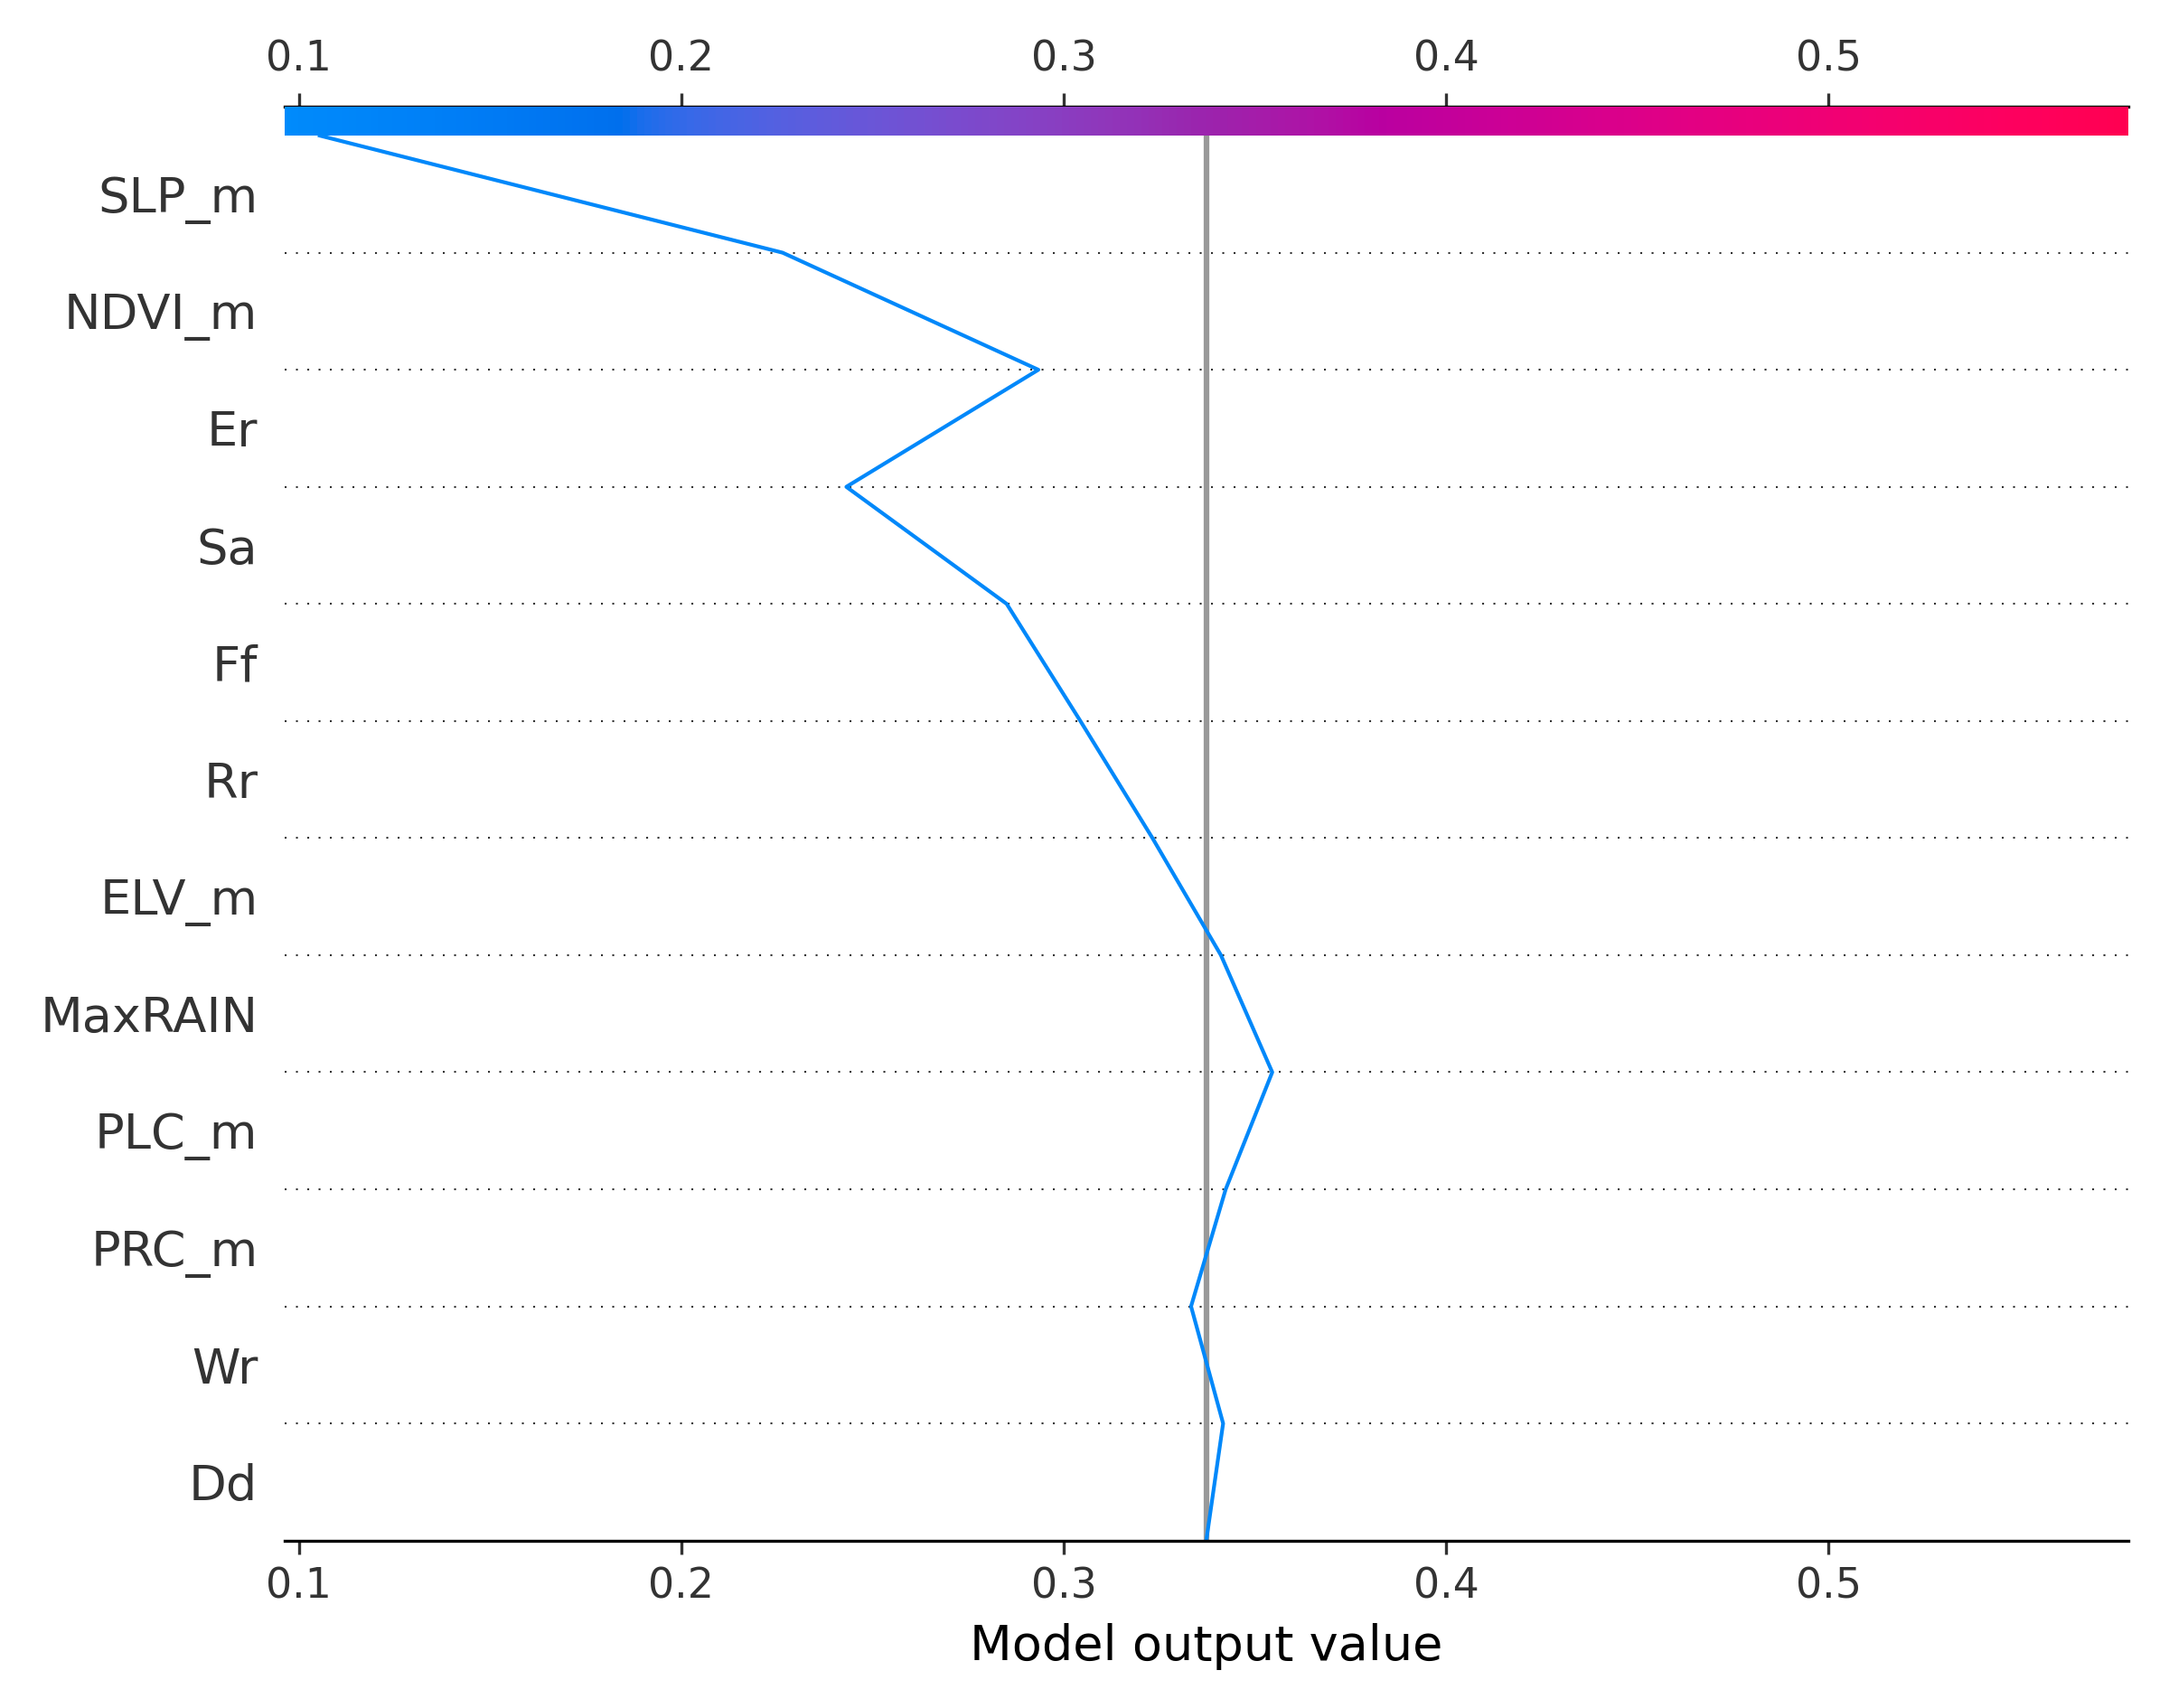 0.1 0.2 0.3 0.4 0.5
SLP_m
NDVI_m
Er
Sa
Ff
Rr
ELV_m
MaxRAIN
PLC_m
PRC_m
Wr
Dd
0.1 0.2 0.3 0.4 0.5
Model output value